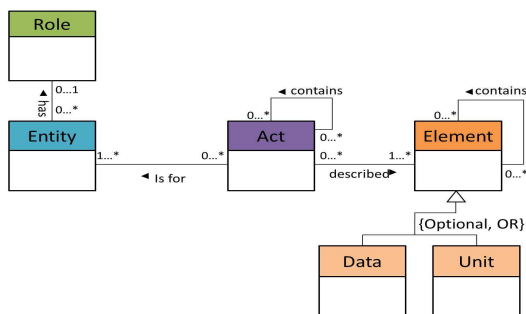 Role
0...1
has
0...*
Entity
1...*
Is for
0...*
Act
contains
0...*
0...*
0...*
described
1...*
Element
contains
0...*
0...*
{Optional, OR}
Data
Unit